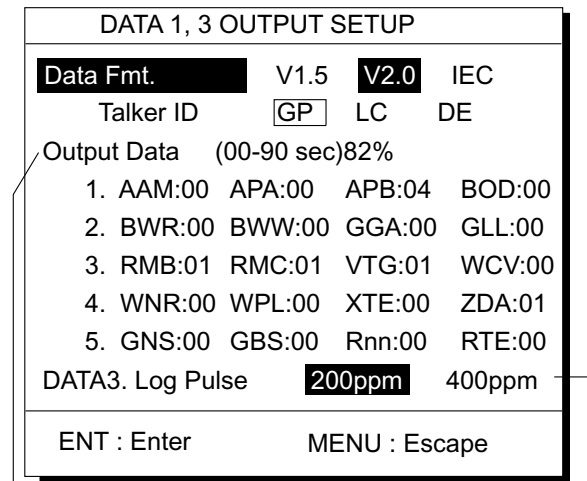 DATA 1, 3 OUTPUT SETUP
Data Fmt. V1.5 V2.0 IEC
Talker ID GP LC DE
Output Data (00-90 sec)82%
1. AAM:00 APA:00 APB:04 BOD:00
2. BWR:00 BWW:00 GGA:00 GLL:00
3. RMB:01 RMC:01 VTG:01 WCV:00
4. WNR:00 WPL:00 XTE:00 ZDA:01
5. GNS:00 GBS:00 Rnn:00 RTE:00
DATA3. Log Pulse 200ppm 400ppm
ENT : Enter MENU : Escape